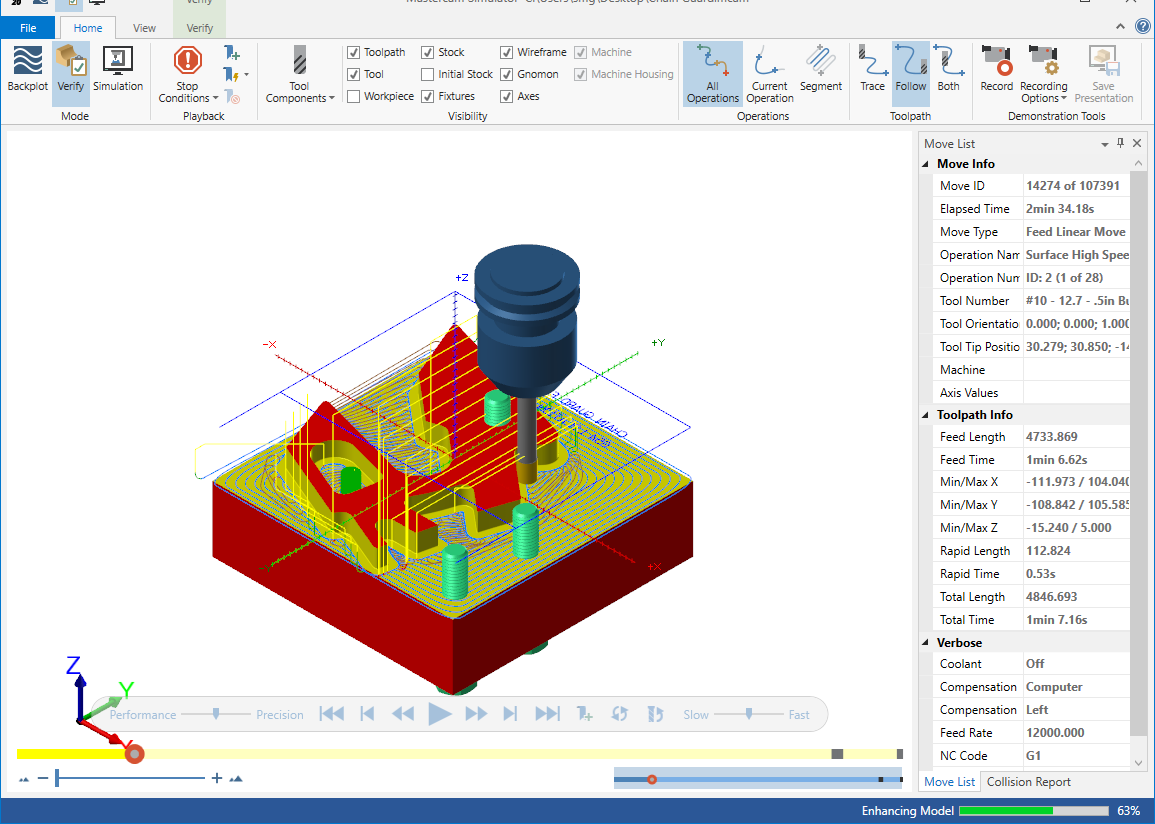 Verify
File Home View Verify
Backplot Verify Simulation
Mode
Stop Conditions
Playback
Tool Components
Toolpath Stock Wireframe Machine
Tool Initial Stock Gnomon Machine Housing
Workpiece Fixtures Axes
Visibility
All Operations Current Operation Segment
Operations
Trace Follow Both
Toolpath
Record Recording Options Save Presentation
Demonstration Tools
+Z
-X
+Y
+X
Z
Y
Performance Precision
Slow Fast
Move List
Move Info
Move ID 14274 of 107391
Elapsed Time 2min 34.18s
Move Type Feed Linear Move
Operation Nam Surface High Spee
Operation Num ID: 2 (1 of 28)
Tool Number #10 - 12.7 - .5in Bu
Tool Orientatio 0.000; 0.000; 1.000
Tool Tip Positio 30.279; 30.850; -14
Machine
Axis Values
Toolpath Info
Feed Length 4733.869
Feed Time 1min 6.62s
Min/Max X -111.973 / 104.040
Min/Max Y -108.842 / 105.585
Min/Max Z -15.240 / 5.000
Rapid Length 112.824
Rapid Time 0.53s
Total Length 4846.693
Total Time 1min 7.16s
Verbose
Coolant Off
Compensation Computer
Compensation Left
Feed Rate 12000.000
NC Code G1
Move List Collision Report
Enhancing Model 63%